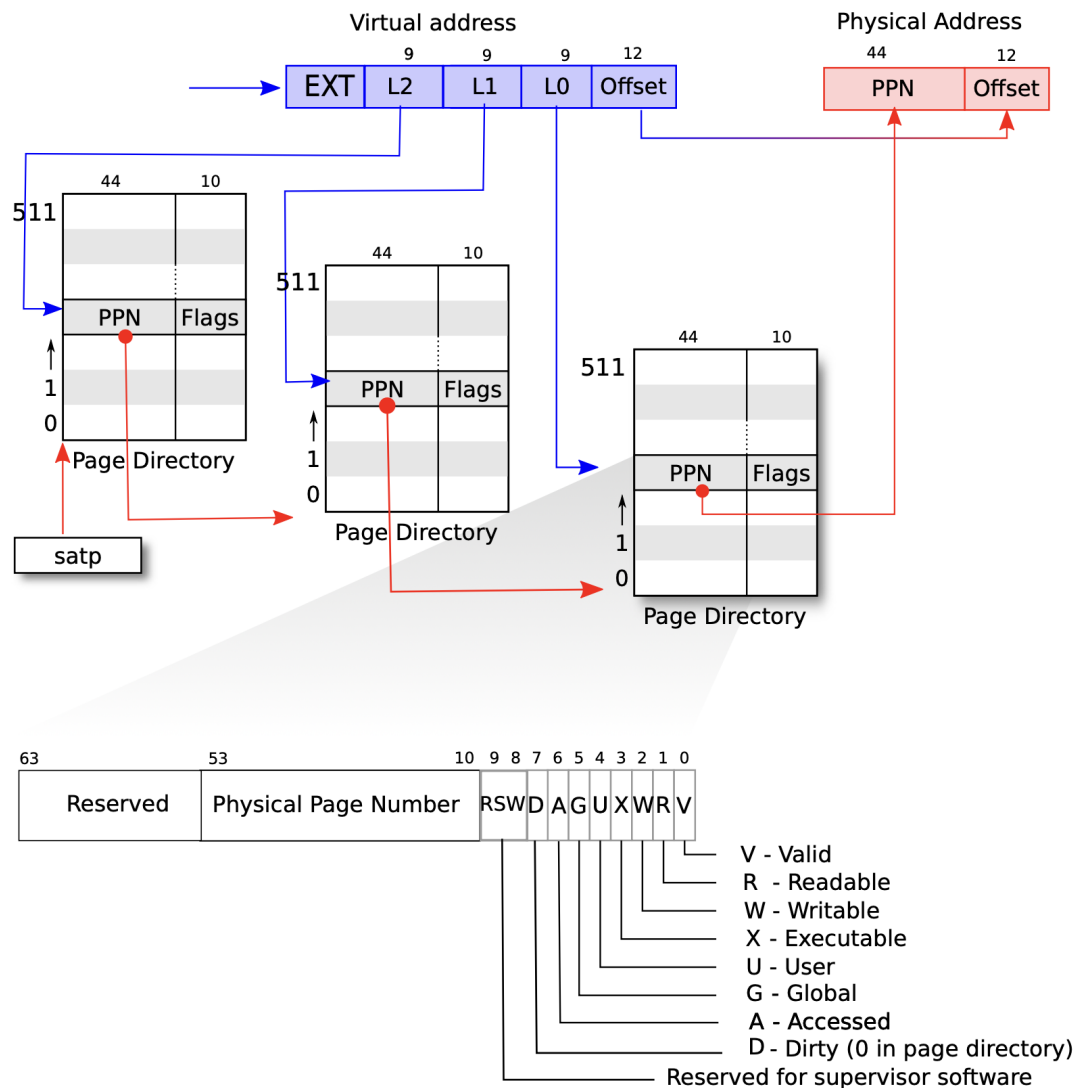 Virtual address
Physical Address
9 9 9 12
44 12
EXT L2 L1 L0 Offset
PPN Offset
44 10
511
PPN Flags
1
0
Page Directory
satp
44 10
511
PPN Flags
1
0
Page Directory
44 10
511
PPN Flags
1
0
Page Directory
63 53 10 9 8 7 6 5 4 3 2 1 0
Reserved Physical Page Number RSW D A G U X W R V
V - Valid
R - Readable
W - Writable
X - Executable
U - User
G - Global
A - Accessed
D - Dirty (0 in page directory)
Reserved for supervisor software